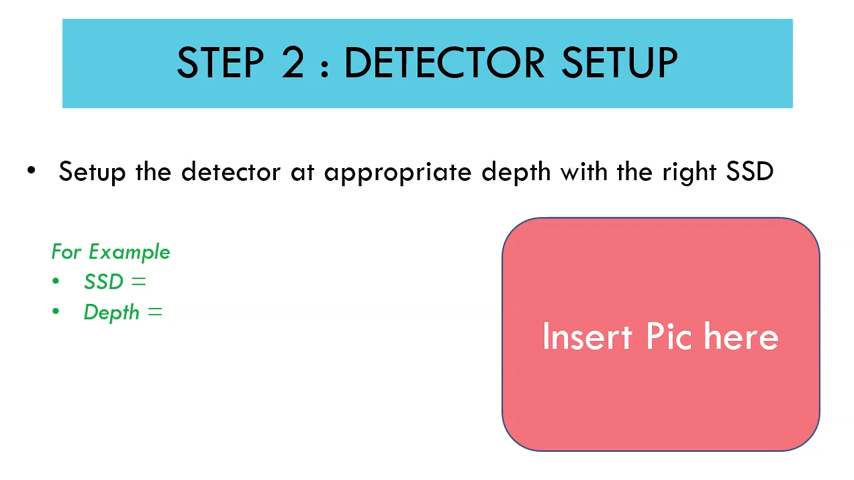 STEP 2 : DETECTOR SETUP
• Setup the detector at appropriate depth with the right SSD
For Example
• SSD =
• Depth =
Insert Pic here